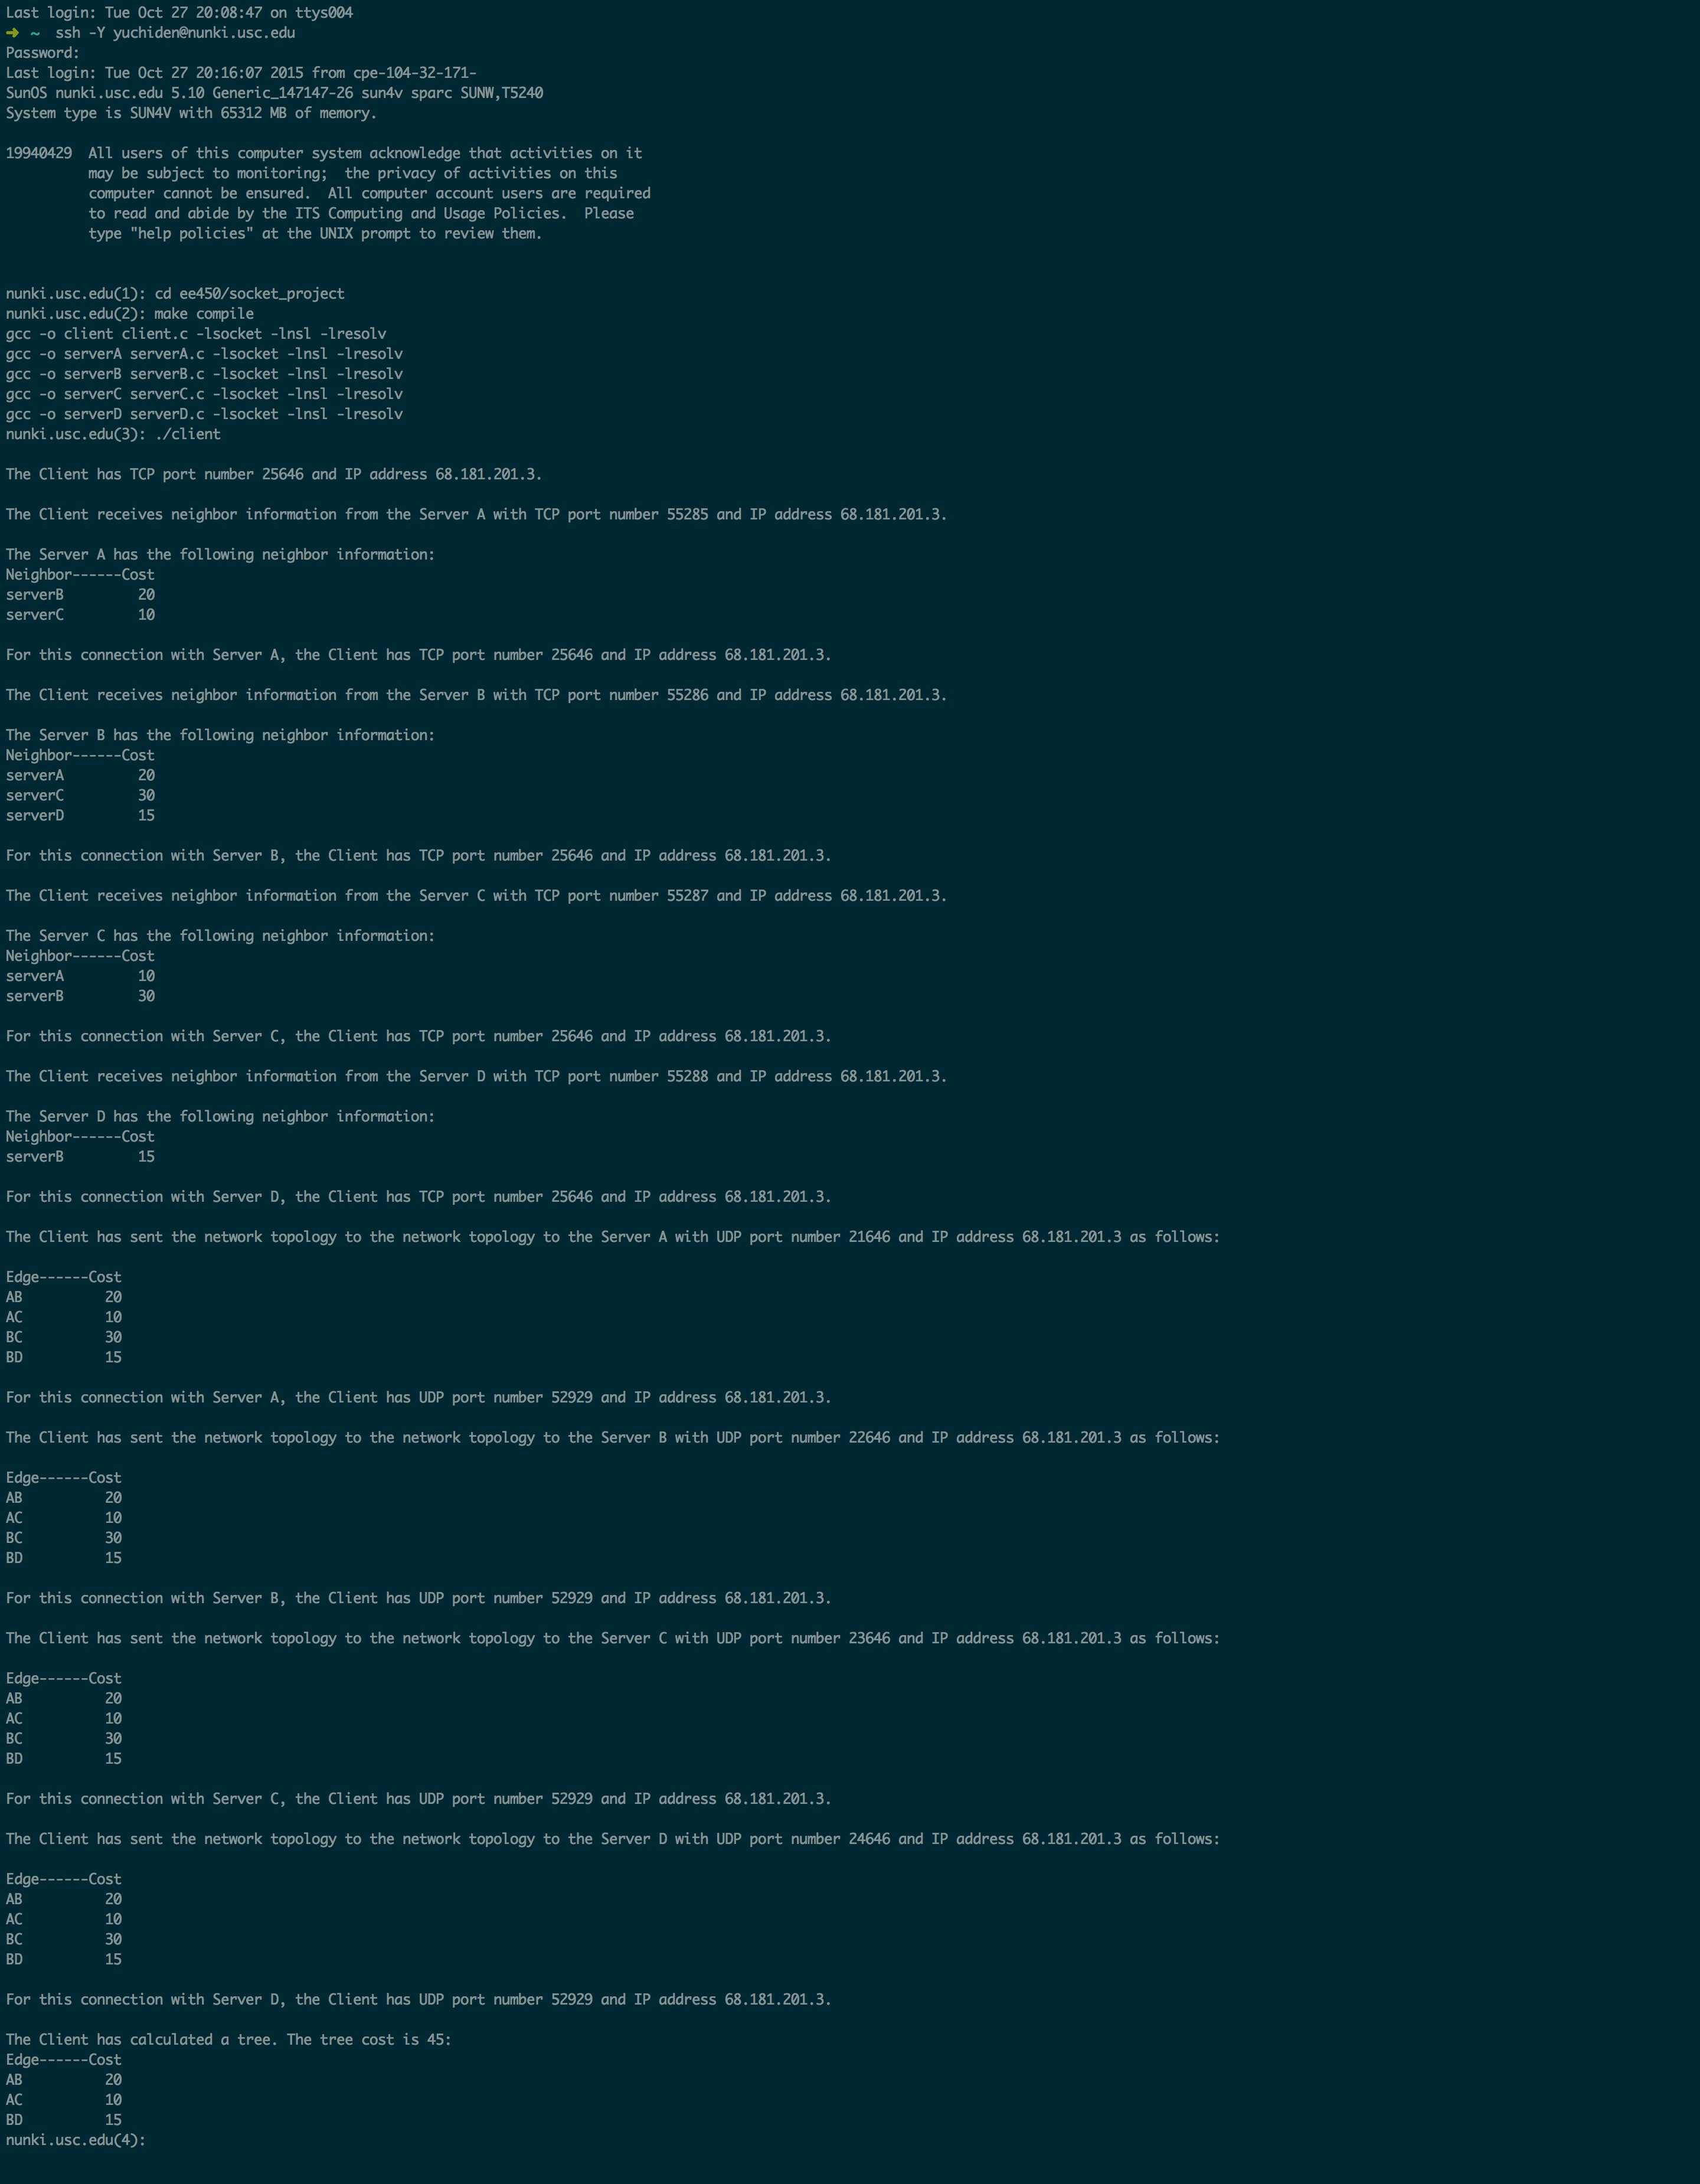 Last login: Tue Oct 27 20:08:47 on ttys004
➜ ~ ssh -Y yuchiden@nunki.usc.edu
Password:
Last login: Tue Oct 27 20:16:07 2015 from cpe-104-32-171-
SunOS nunki.usc.edu 5.10 Generic_147147-26 sun4v sparc SUNW,T5240
System type is SUN4V with 65312 MB of memory.
19940429 All users of this computer system acknowledge that activities on it
may be subject to monitoring; the privacy of activities on this
computer cannot be ensured. All computer account users are required
to read and abide by the ITS Computing and Usage Policies. Please
type "help policies" at the UNIX prompt to review them.
nunki.usc.edu(1): cd ee450/socket_project
nunki.usc.edu(2): make compile
gcc -o client client.c -lsocket -lnsl -lresolv
gcc -o serverA serverA.c -lsocket -lnsl -lresolv
gcc -o serverB serverB.c -lsocket -lnsl -lresolv
gcc -o serverC serverC.c -lsocket -lnsl -lresolv
gcc -o serverD serverD.c -lsocket -lnsl -lresolv
nunki.usc.edu(3): ./client
The Client has TCP port number 25646 and IP address 68.181.201.3.
The Client receives neighbor information from the Server A with TCP port number 55285 and IP address 68.181.201.3.
The Server A has the following neighbor information:
Neighbor------Cost
serverB 20
serverC 10
For this connection with Server A, the Client has TCP port number 25646 and IP address 68.181.201.3.
The Client receives neighbor information from the Server B with TCP port number 55286 and IP address 68.181.201.3.
The Server B has the following neighbor information:
Neighbor------Cost
serverA 20
serverC 30
serverD 15
For this connection with Server B, the Client has TCP port number 25646 and IP address 68.181.201.3.
The Client receives neighbor information from the Server C with TCP port number 55287 and IP address 68.181.201.3.
The Server C has the following neighbor information:
Neighbor------Cost
serverA 10
serverB 30
For this connection with Server C, the Client has TCP port number 25646 and IP address 68.181.201.3.
The Client receives neighbor information from the Server D with TCP port number 55288 and IP address 68.181.201.3.
The Server D has the following neighbor information:
Neighbor------Cost
serverB 15
For this connection with Server D, the Client has TCP port number 25646 and IP address 68.181.201.3.
The Client has sent the network topology to the network topology to the Server A with UDP port number 21646 and IP address 68.181.201.3 as follows:
Edge------Cost
AB 20
AC 10
BC 30
BD 15
For this connection with Server A, the Client has UDP port number 52929 and IP address 68.181.201.3.
The Client has sent the network topology to the network topology to the Server B with UDP port number 22646 and IP address 68.181.201.3 as follows:
Edge------Cost
AB 20
AC 10
BC 30
BD 15
For this connection with Server B, the Client has UDP port number 52929 and IP address 68.181.201.3.
The Client has sent the network topology to the network topology to the Server C with UDP port number 23646 and IP address 68.181.201.3 as follows:
Edge------Cost
AB 20
AC 10
BC 30
BD 15
For this connection with Server C, the Client has UDP port number 52929 and IP address 68.181.201.3.
The Client has sent the network topology to the network topology to the Server D with UDP port number 24646 and IP address 68.181.201.3 as follows:
Edge------Cost
AB 20
AC 10
BC 30
BD 15
For this connection with Server D, the Client has UDP port number 52929 and IP address 68.181.201.3.
The Client has calculated a tree. The tree cost is 45:
Edge------Cost
AB 20
AC 10
BD 15
nunki.usc.edu(4):